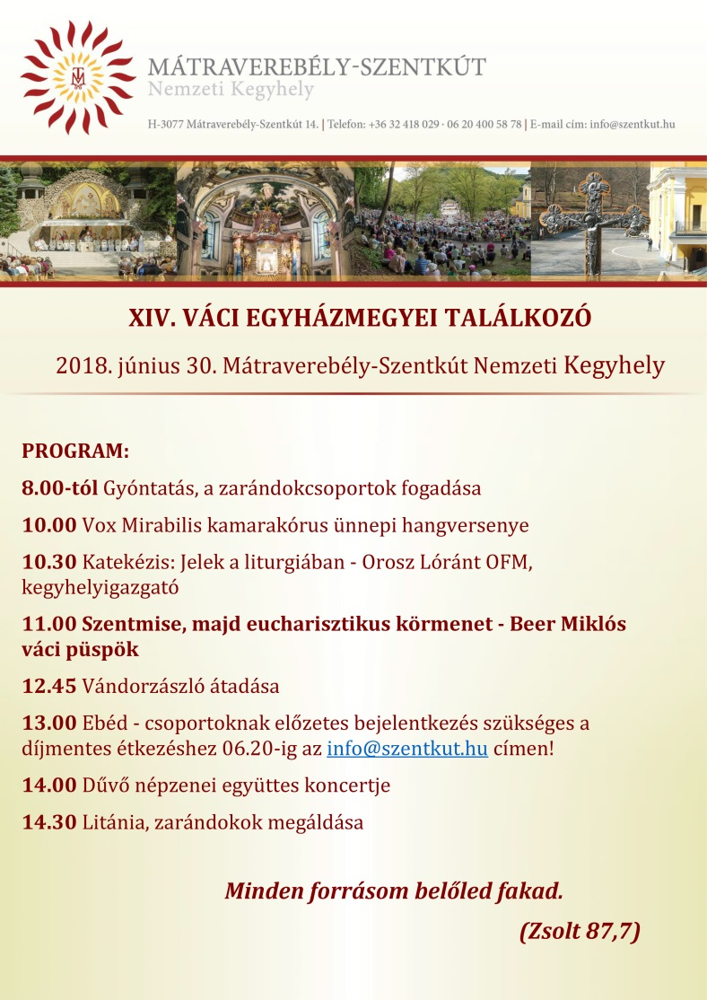 MÁTRAVEREBÉLY-SZENTKÚT
Nemzeti Kegyhely
H-3077 Mátraverebély-Szentkút 14. | Telefon: +36 32 418 029 · 06 20 400 58 78 | E-mail cím: info@szentkut.hu
XIV. VÁCI EGYHÁZMEGYEI TALÁLKOZÓ
2018. június 30. Mátraverebély-Szentkút Nemzeti Kegyhely
PROGRAM:
8.00-tól Gyóntatás, a zarándokcsoportok fogadása
10.00 Vox Mirabilis kamarakórus ünnepi hangversenye
10.30 Katekézis: Jelek a liturgiában - Orosz Lóránt OFM,
kegyhelyigazgató
11.00 Szentmise, majd eucharisztikus körmenet - Beer Miklós
váci püspök
12.45 Vándorzászló átadása
13.00 Ebéd - csoportoknak előzetes bejelentkezés szükséges a
díjmentes étkezéshez 06.20-ig az info@szentkut.hu címen!
14.00 Dűvő népzenei együttes koncertje
14.30 Litánia, zarándokok megáldása
Minden forrásom belőled fakad.
(Zsolt 87,7)